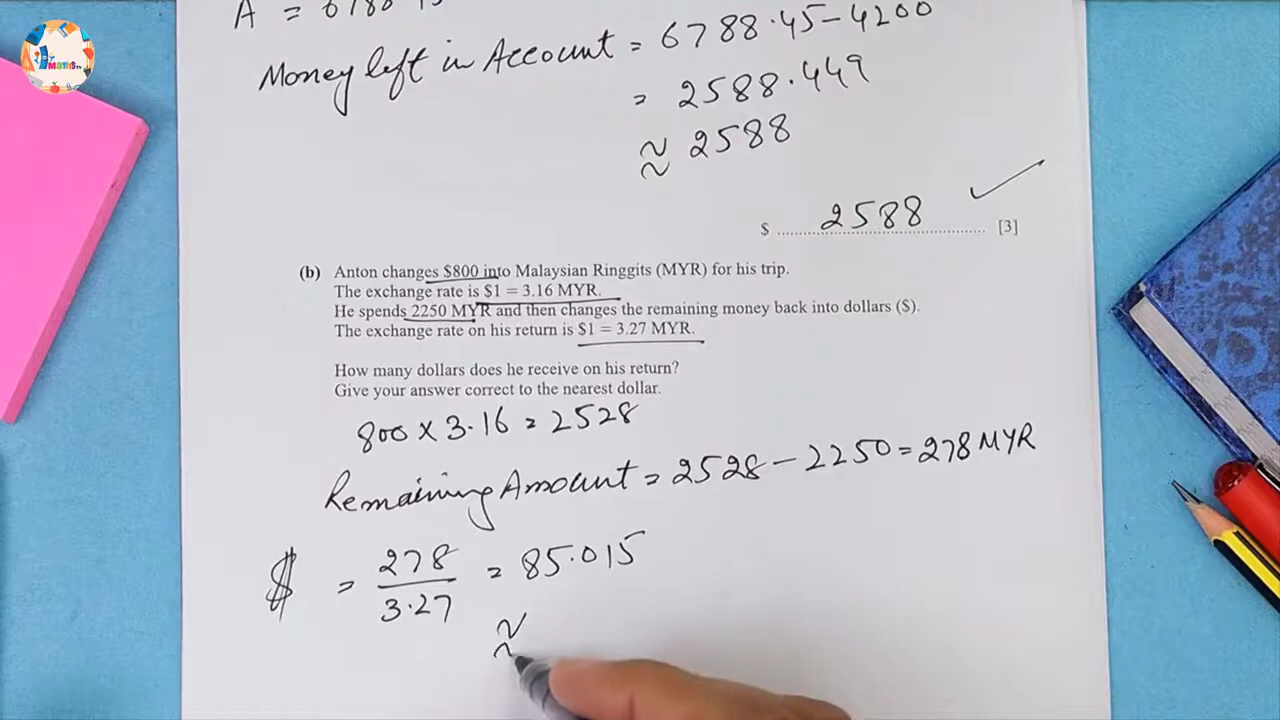 A = 6788.45
Money left in Account = 6788.45 - 4200
= 2588.449
≈ 2588
$ 2588 [3]
(b) Anton changes $800 into Malaysian Ringgits (MYR) for his trip.
The exchange rate is $1 = 3.16 MYR.
He spends 2250 MYR and then changes the remaining money back into dollars ($).
The exchange rate on his return is $1 = 3.27 MYR.
How many dollars does he receive on his return?
Give your answer correct to the nearest dollar.
800 × 3.16 = 2528
Remaining Amount = 2528 - 2250 = 278 MYR
$ = 278/3.27 = 85.015
≈
MATHS